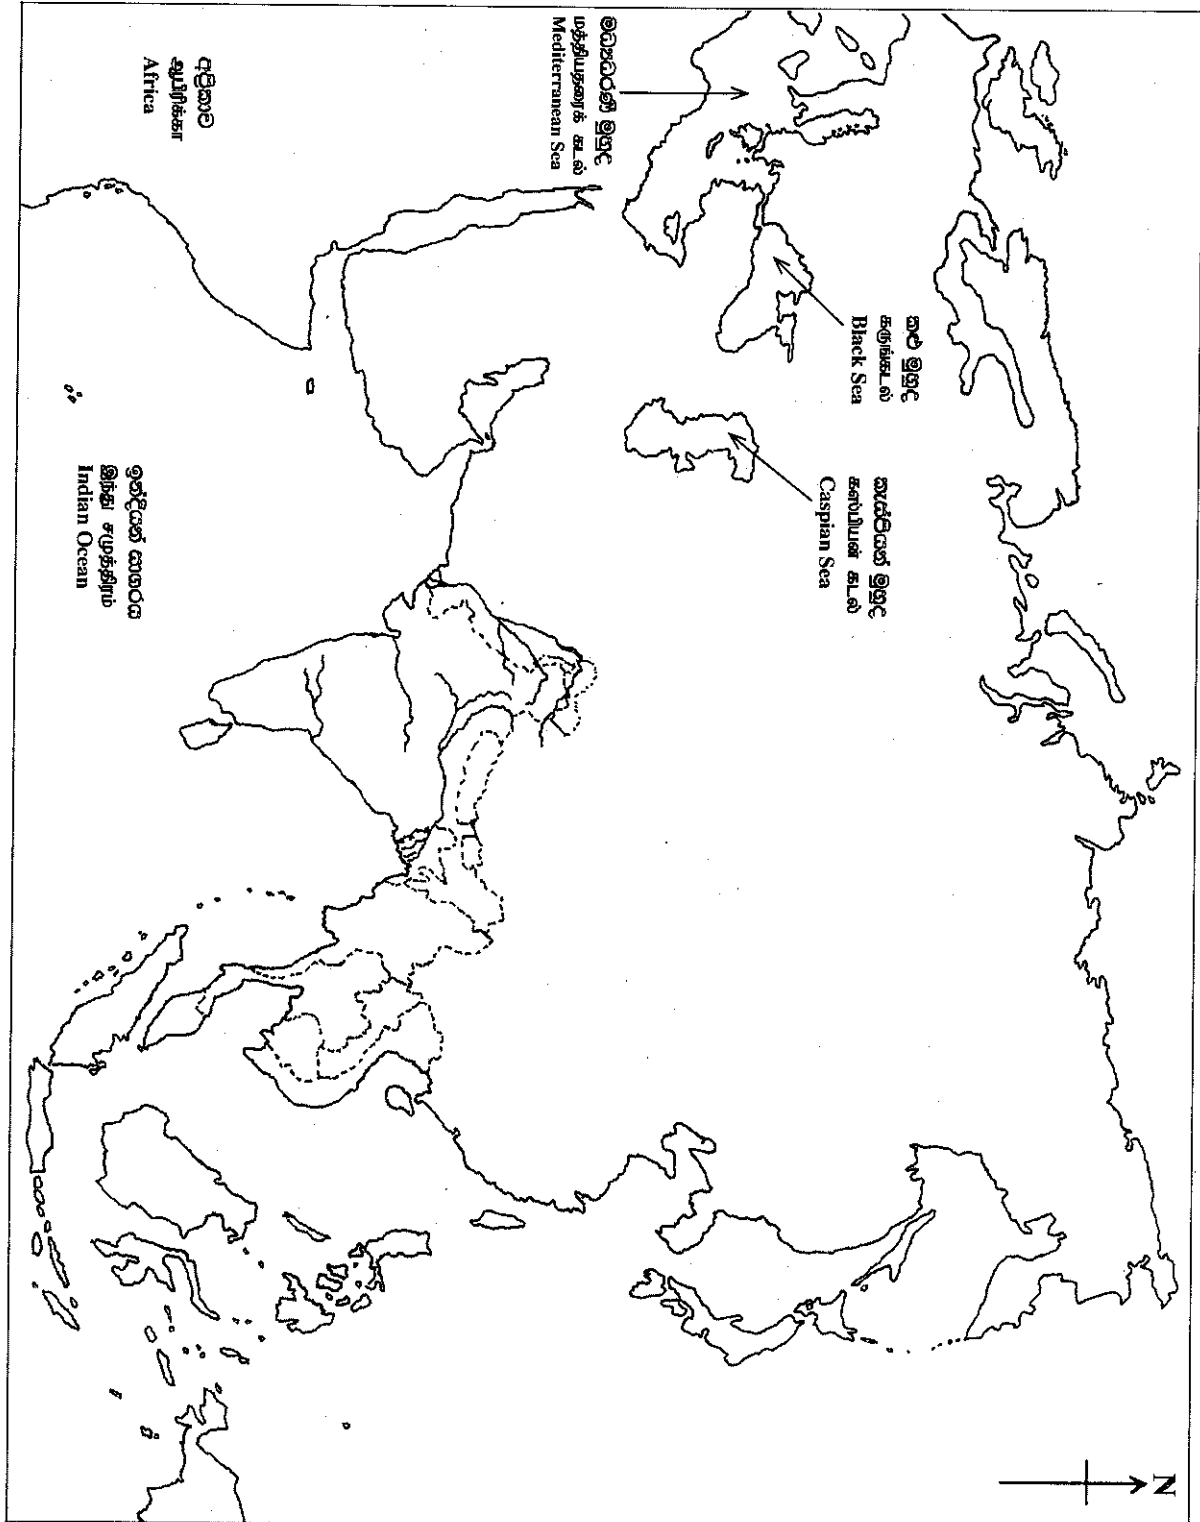 මධ්‍යධරණී මුහුද
மத்தியதரைக் கடல்
Mediterranean Sea
කළු මුහුද
கருங்கடல்
Black Sea
කැස්පියන් මුහුද
கஸ்பியன் கடல்
Caspian Sea
අප්‍රිකාව
ஆபிரிக்கா
Africa
ඉන්දියන් සාගරය
இந்து சமுத்திரம்
Indian Ocean
N